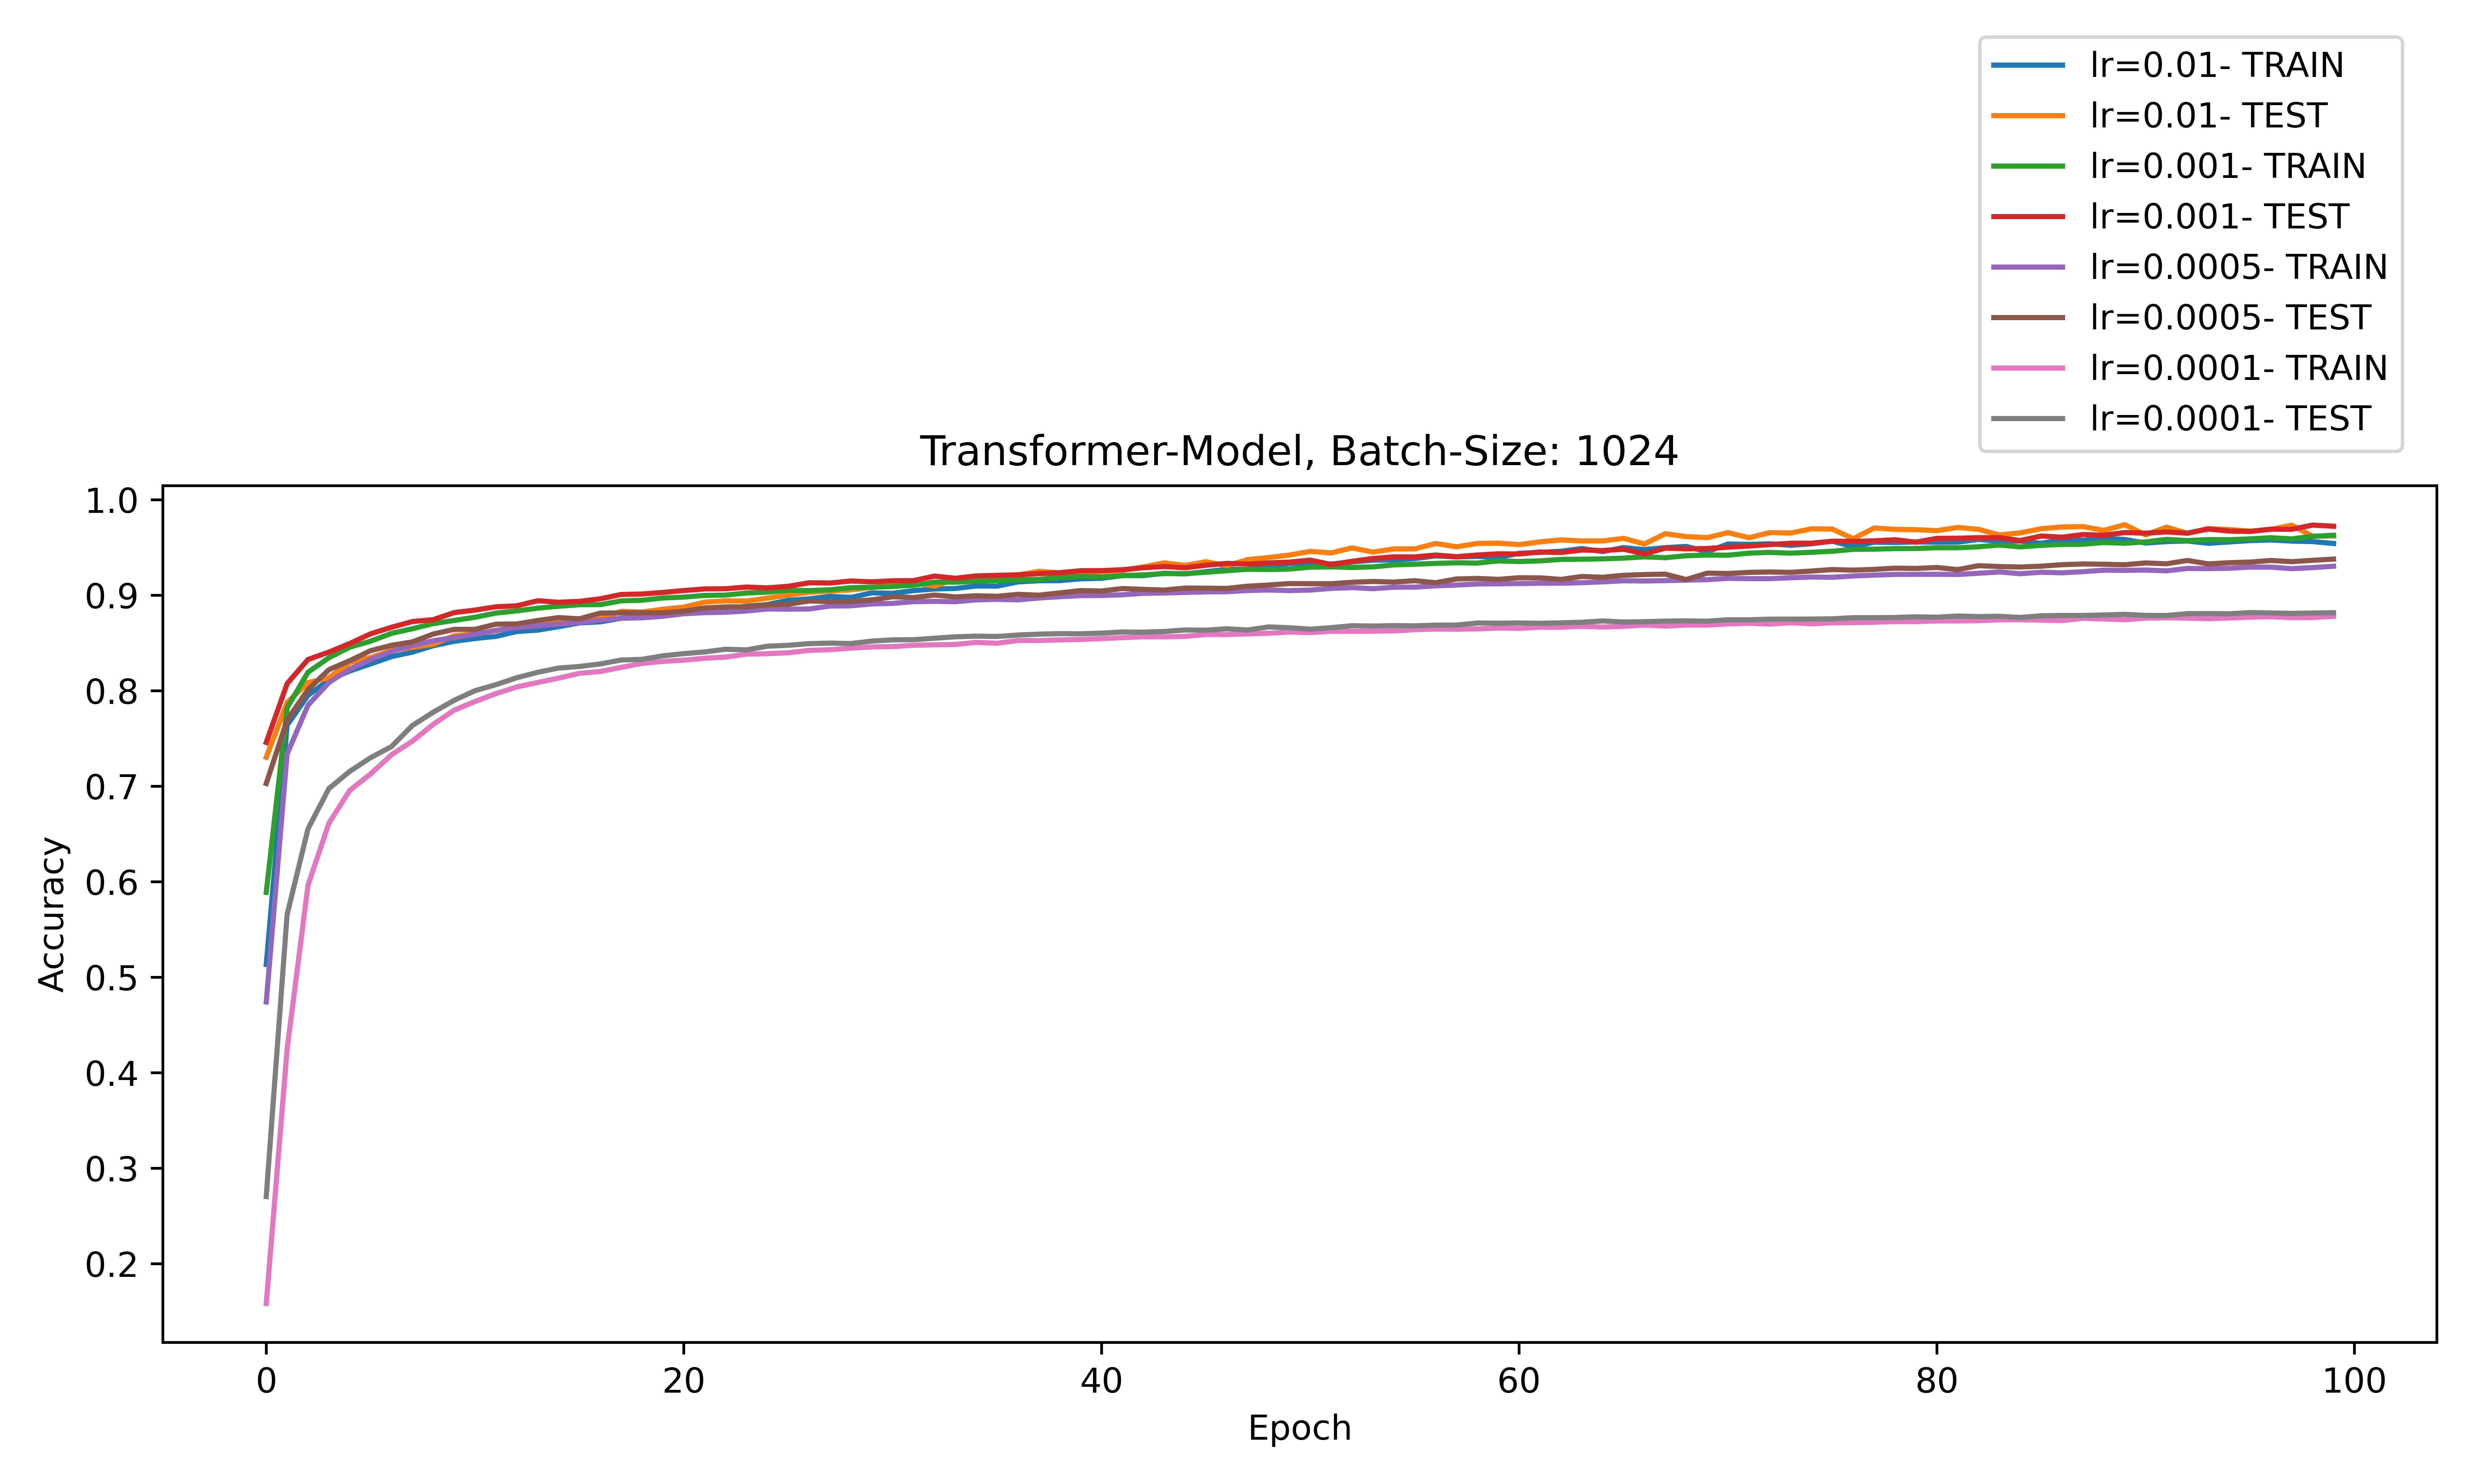 lr=0.01- TRAIN
lr=0.01- TEST
lr=0.001- TRAIN
lr=0.001- TEST
lr=0.0005- TRAIN
lr=0.0005- TEST
lr=0.0001- TRAIN
lr=0.0001- TEST
Transformer-Model, Batch-Size: 1024
1.0
0.9
0.8
0.7
0.6
0.5
0.4
0.3
0.2
Accuracy
0 20 40 60 80 100
Epoch